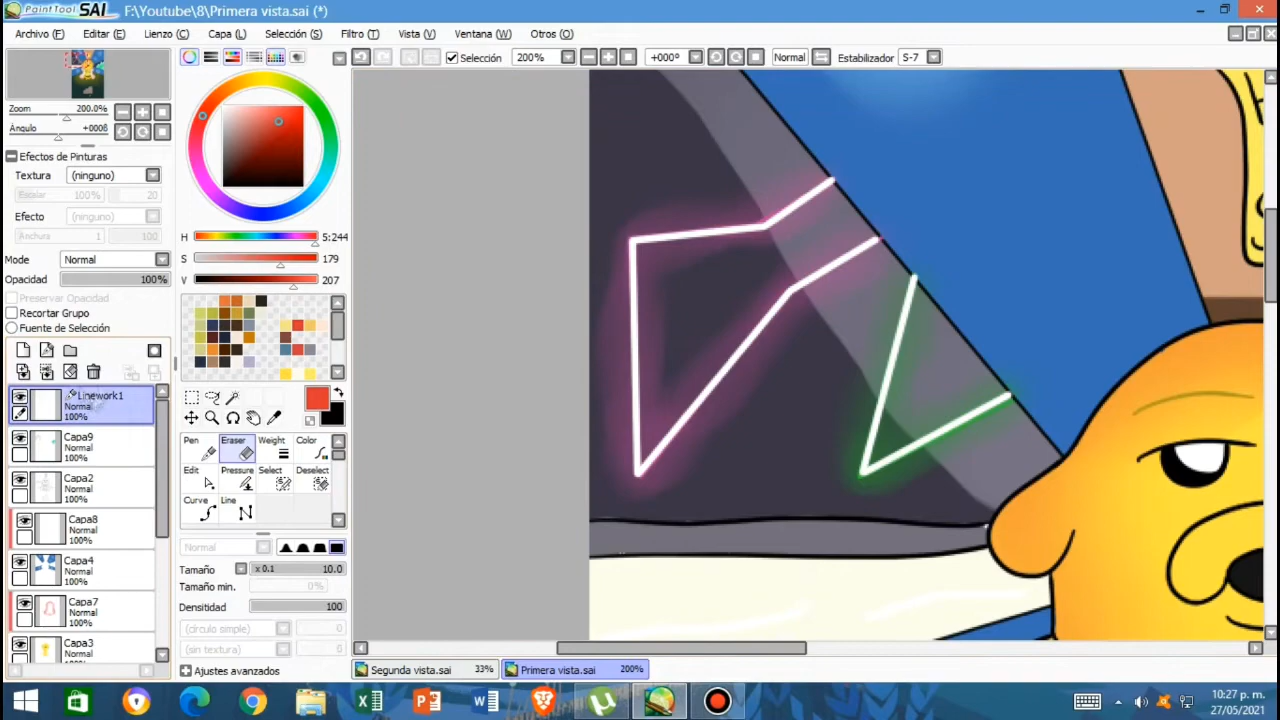 PaintTool SAI F:\Youtube\8\Primera vista.sai (*)
Archivo (F) Editar (E) Lienzo (C) Capa (L) Selección (S) Filtro (T) Vista (V) Ventana (W) Otros (O)
Selección 200% +000º Normal Estabilizador S-7
Zoom 200.0%
Ángulo +000ß
Efectos de Pinturas
Textura (ninguno)
Escalar 100% 20
Efecto (ninguno)
Anchura 1 100
Mode Normal
Opacidad 100%
Preservar Opacidad
Recortar Grupo
Fuente de Selección
Linework1
Normal
100%
Capa9
Normal
100%
Capa2
Normal
100%
Capa8
Normal
100%
Capa4
Normal
100%
Capa7
Normal
100%
Capa3
Normal
H 5:244
S 179
V 207
Pen Eraser Weight Color
Edit Pressure Select Deselect
Curve Line
Normal
Tamaño x 0.1 10.0
Tamaño min. 0%
Densitidad 100
(círculo simple) 0
(sin textura) 0
Ajustes avanzados
Segunda vista.sai 33% Primera vista.sai 200%
10:27 p. m.
27/05/2021